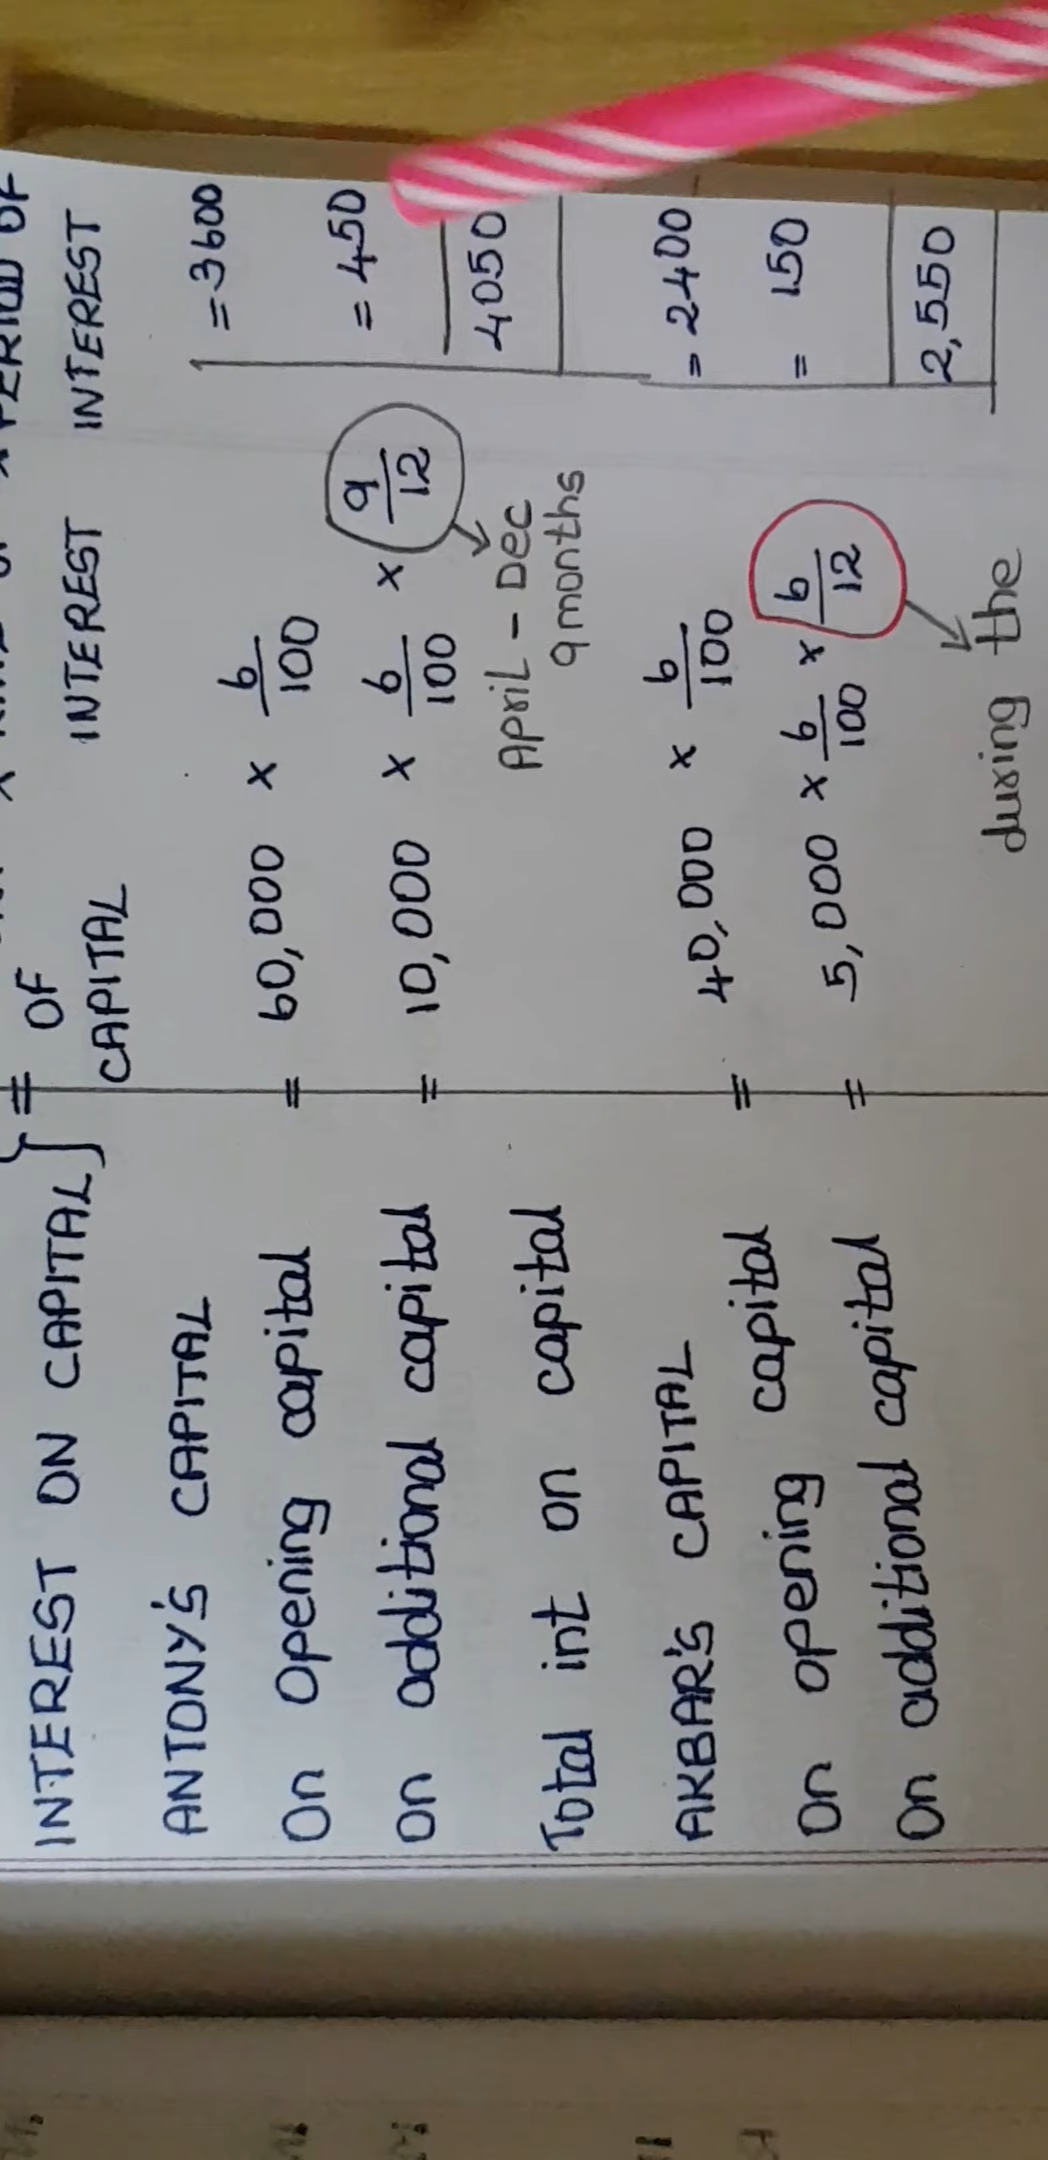 = × RATE OF × PERIOD OF
INTEREST ON CAPITAL} = OF INTEREST INTEREST
CAPITAL
ANTONY'S CAPITAL
On Opening capital = 60,000 × 6/100 = 3600
On additional capital = 10,000 × 6/100 × 9/12 = 450
April - Dec
9 months
Total int on capital 4050
AKBAR'S CAPITAL
On opening capital = 40,000 × 6/100 = 2400
On additional capital = 5,000 × 6/100 × 6/12 = 150
2,550
during the